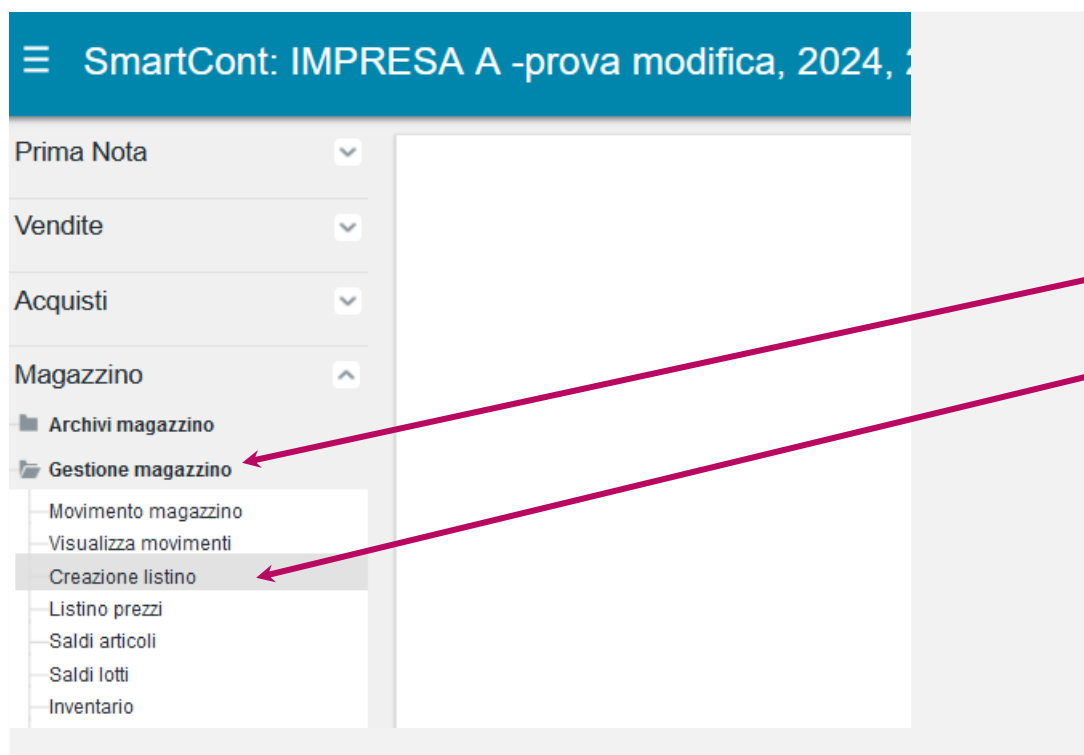 SmartCont: IMPRESA A -prova modifica, 2024,
Prima Nota
Vendite
Acquisti
Magazzino
Archivi magazzino
Gestione magazzino
Movimento magazzino
Visualizza movimenti
Creazione listino
Listino prezzi
Saldi articoli
Saldi lotti
Inventario